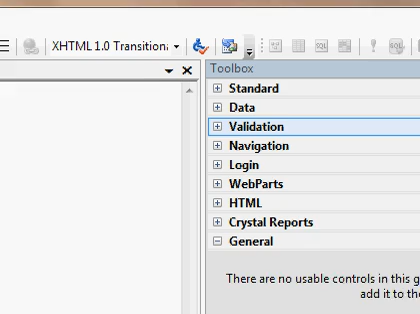 XHTML 1.0 Transitiona
Toolbox
Standard
Data
Validation
Navigation
Login
WebParts
HTML
Crystal Reports
General
There are no usable controls in this g
add it to the